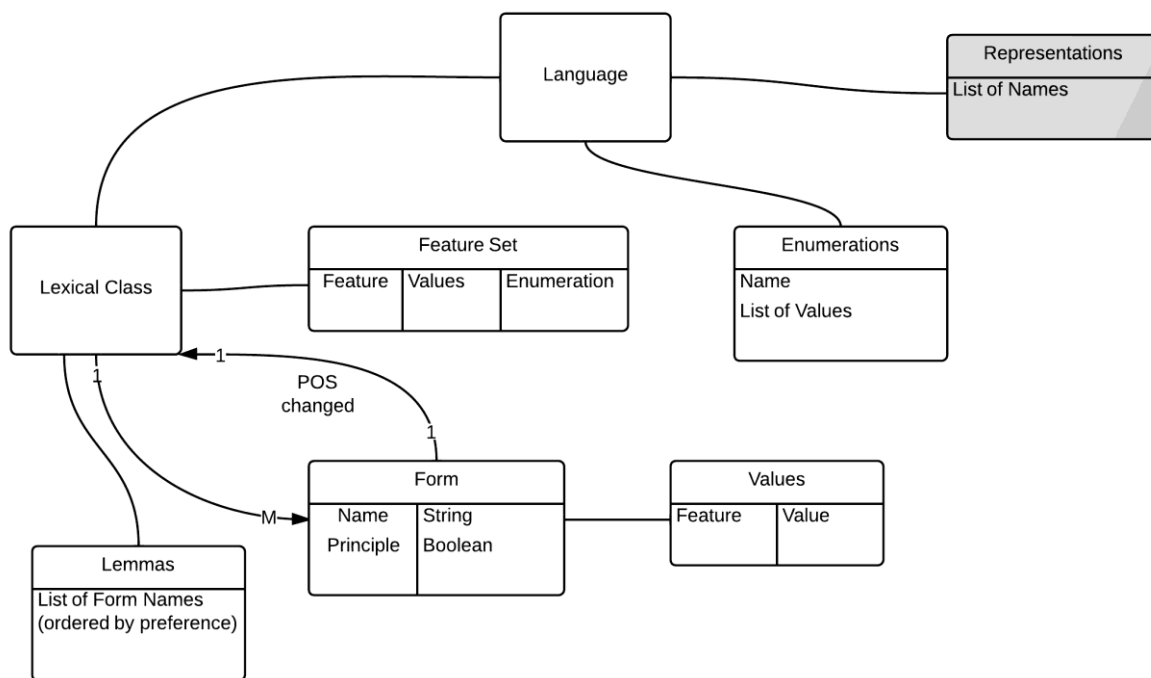 Language
Representations
List of Names
Lexical Class
Feature Set
Feature Values Enumeration
Enumerations
Name
List of Values
1
POS
changed
1
1
M
Form
Name String
Principle Boolean
Values
Feature Value
Lemmas
List of Form Names
(ordered by preference)